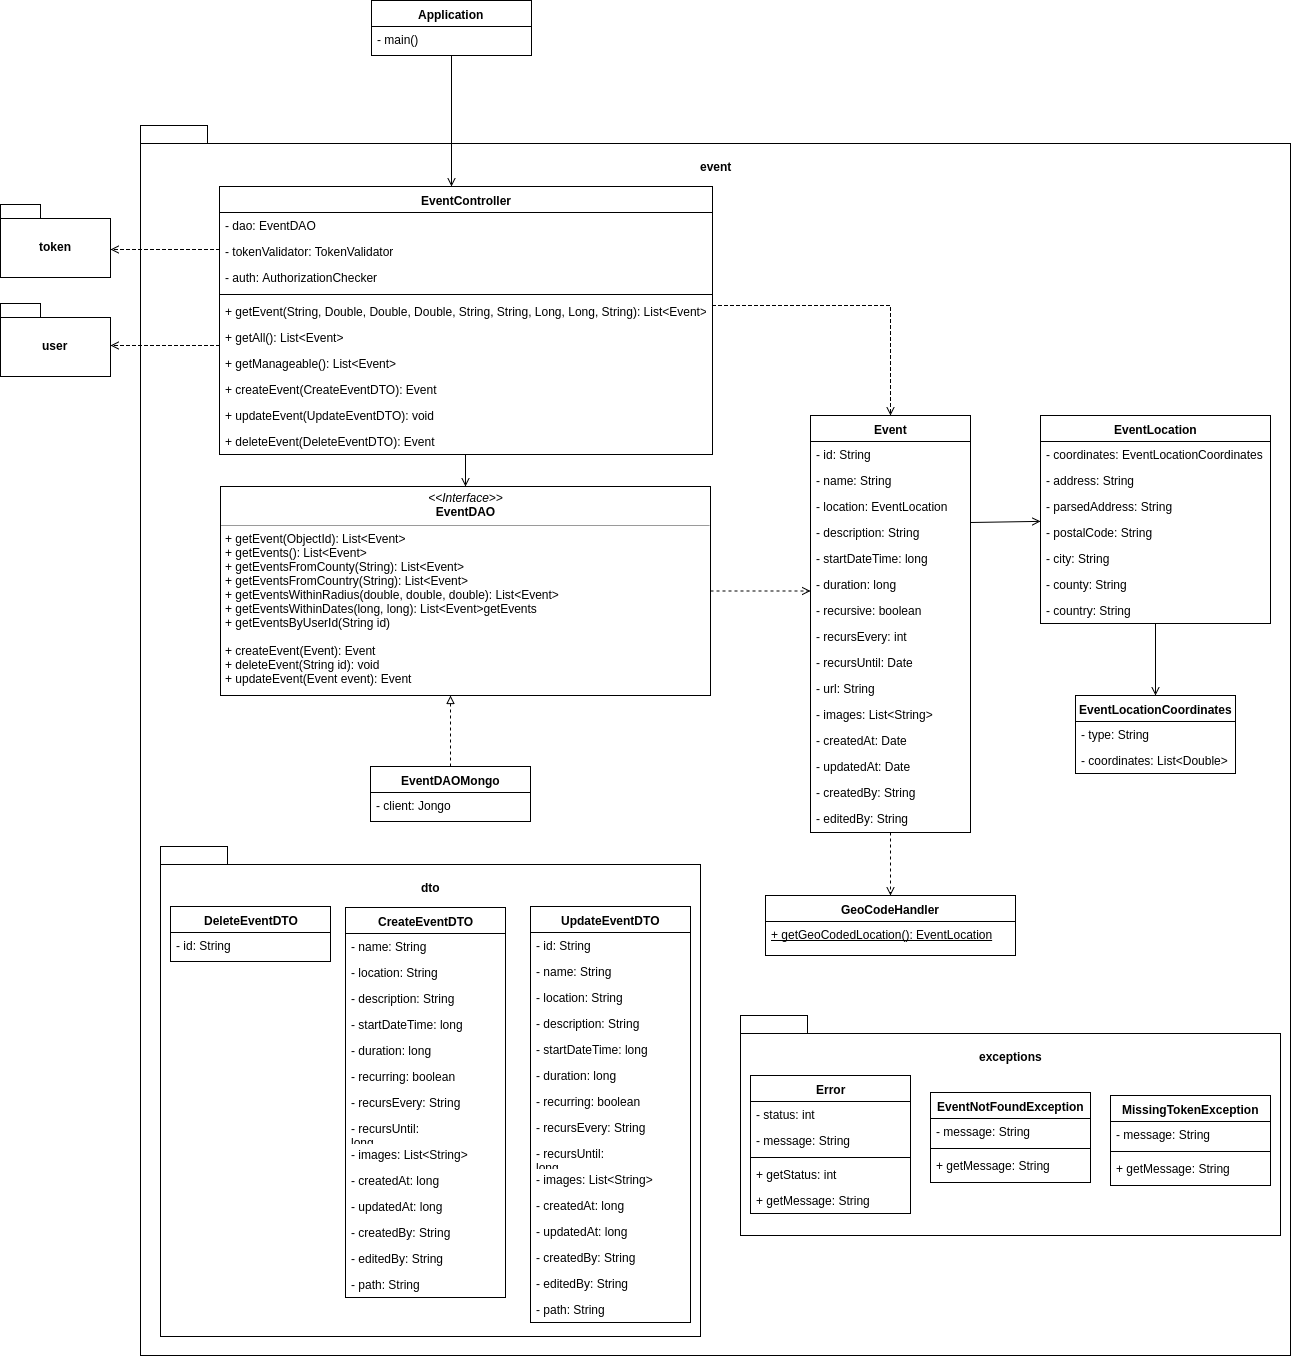 Application
- main()
event
token
user
EventController
- dao: EventDAO
- tokenValidator: TokenValidator
- auth: AuthorizationChecker
+ getEvent(String, Double, Double, Double, String, String, Long, Long, String): List<Event>
+ getAll(): List<Event>
+ getManageable(): List<Event>
+ createEvent(CreateEventDTO): Event
+ updateEvent(UpdateEventDTO): void
+ deleteEvent(DeleteEventDTO): Event
<<Interface>>
EventDAO
+ getEvent(ObjectId): List<Event>
+ getEvents(): List<Event>
+ getEventsFromCounty(String): List<Event>
+ getEventsFromCountry(String): List<Event>
+ getEventsWithinRadius(double, double, double): List<Event>
+ getEventsWithinDates(long, long): List<Event>getEvents
+ getEventsByUserId(String id)
+ createEvent(Event): Event
+ deleteEvent(String id): void
+ updateEvent(Event event): Event
EventDAOMongo
- client: Jongo
Event
- id: String
- name: String
- location: EventLocation
- description: String
- startDateTime: long
- duration: long
- recursive: boolean
- recursEvery: int
- recursUntil: Date
- url: String
- images: List<String>
- createdAt: Date
- updatedAt: Date
- createdBy: String
- editedBy: String
EventLocation
- coordinates: EventLocationCoordinates
- address: String
- parsedAddress: String
- postalCode: String
- city: String
- county: String
- country: String
EventLocationCoordinates
- type: String
- coordinates: List<Double>
GeoCodeHandler
+ getGeoCodedLocation(): EventLocation
dto
DeleteEventDTO
- id: String
CreateEventDTO
- name: String
- location: String
- description: String
- startDateTime: long
- duration: long
- recurring: boolean
- recursEvery: String
- recursUntil:
long
- images: List<String>
- createdAt: long
- updatedAt: long
- createdBy: String
- editedBy: String
- path: String
UpdateEventDTO
- id: String
- name: String
- location: String
- description: String
- startDateTime: long
- duration: long
- recurring: boolean
- recursEvery: String
- recursUntil:
long
- images: List<String>
- createdAt: long
- updatedAt: long
- createdBy: String
- editedBy: String
- path: String
exceptions
Error
- status: int
- message: String
+ getStatus: int
+ getMessage: String
EventNotFoundException
- message: String
+ getMessage: String
MissingTokenException
- message: String
+ getMessage: String